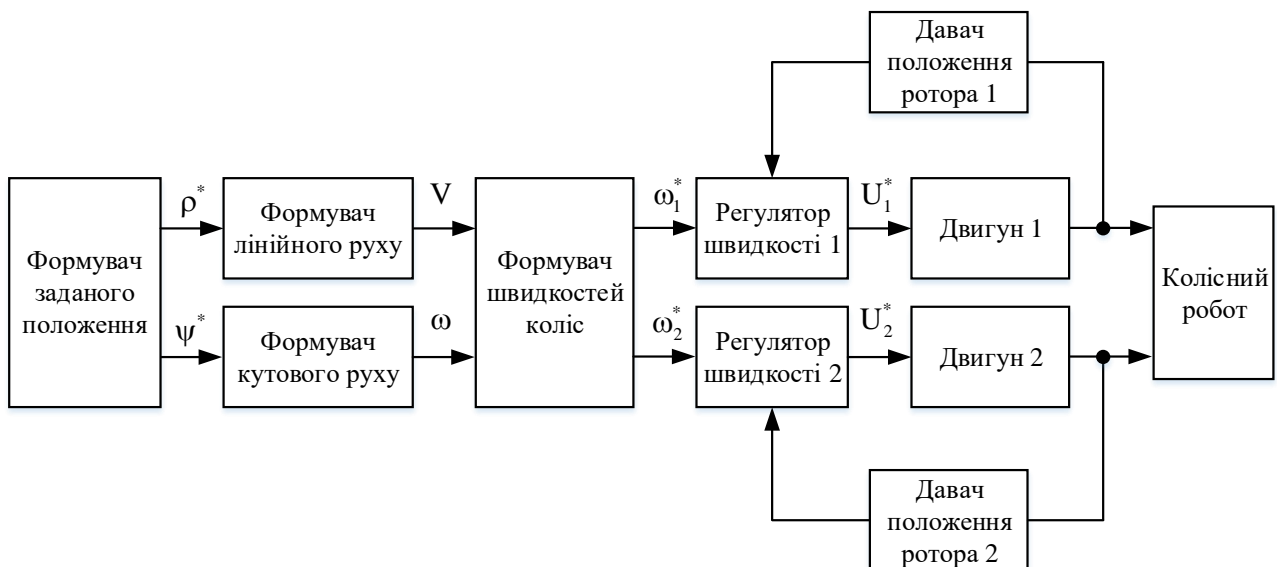 Давач
положення
ротора 1
Формувач
заданого
положення
ρ*
ψ*
Формувач
лінійного руху
Формувач
кутового руху
V
ω
Формувач
швидкостей
коліс
ω₁*
ω₂*
Регулятор
швидкості 1
Регулятор
швидкості 2
U₁*
U₂*
Двигун 1
Двигун 2
Колісний
робот
Давач
положення
ротора 2